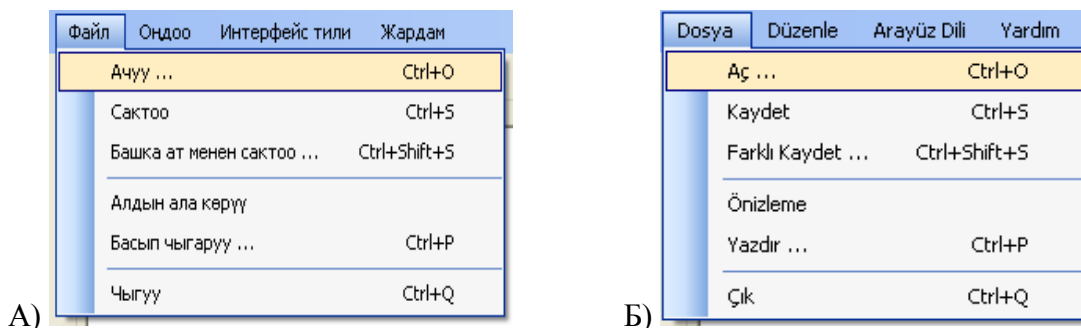 Файл Оңдоо Интерфейс тили Жардам
Ачуу ... Ctrl+O
Сактоо Ctrl+S
Башка ат менен сактоо ... Ctrl+Shift+S
Алдын ала көрүү
Басып чыгаруу ... Ctrl+P
Чыгуу Ctrl+Q
А)
Dosya Düzenle Arayüz Dili Yardım
Aç ... Ctrl+O
Kaydet Ctrl+S
Farklı Kaydet ... Ctrl+Shift+S
Önizleme
Yazdır ... Ctrl+P
Çık Ctrl+Q
Б)